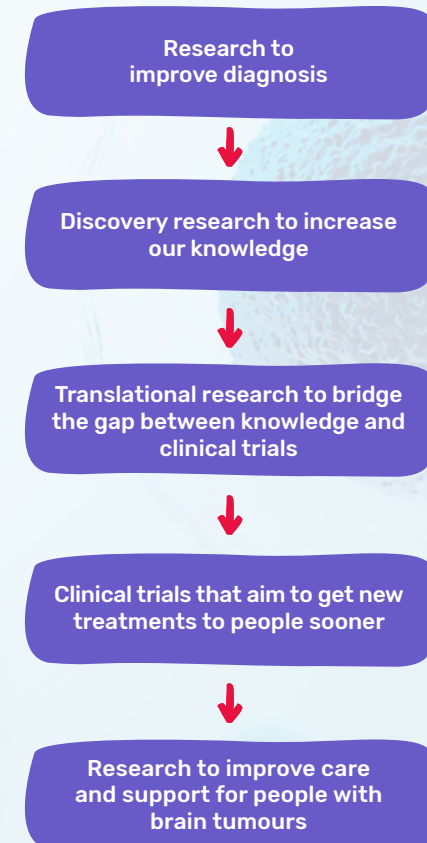 Research to
improve diagnosis
Discovery research to increase
our knowledge
Translational research to bridge
the gap between knowledge and
clinical trials
Clinical trials that aim to get new
treatments to people sooner
Research to improve care
and support for people with
brain tumours